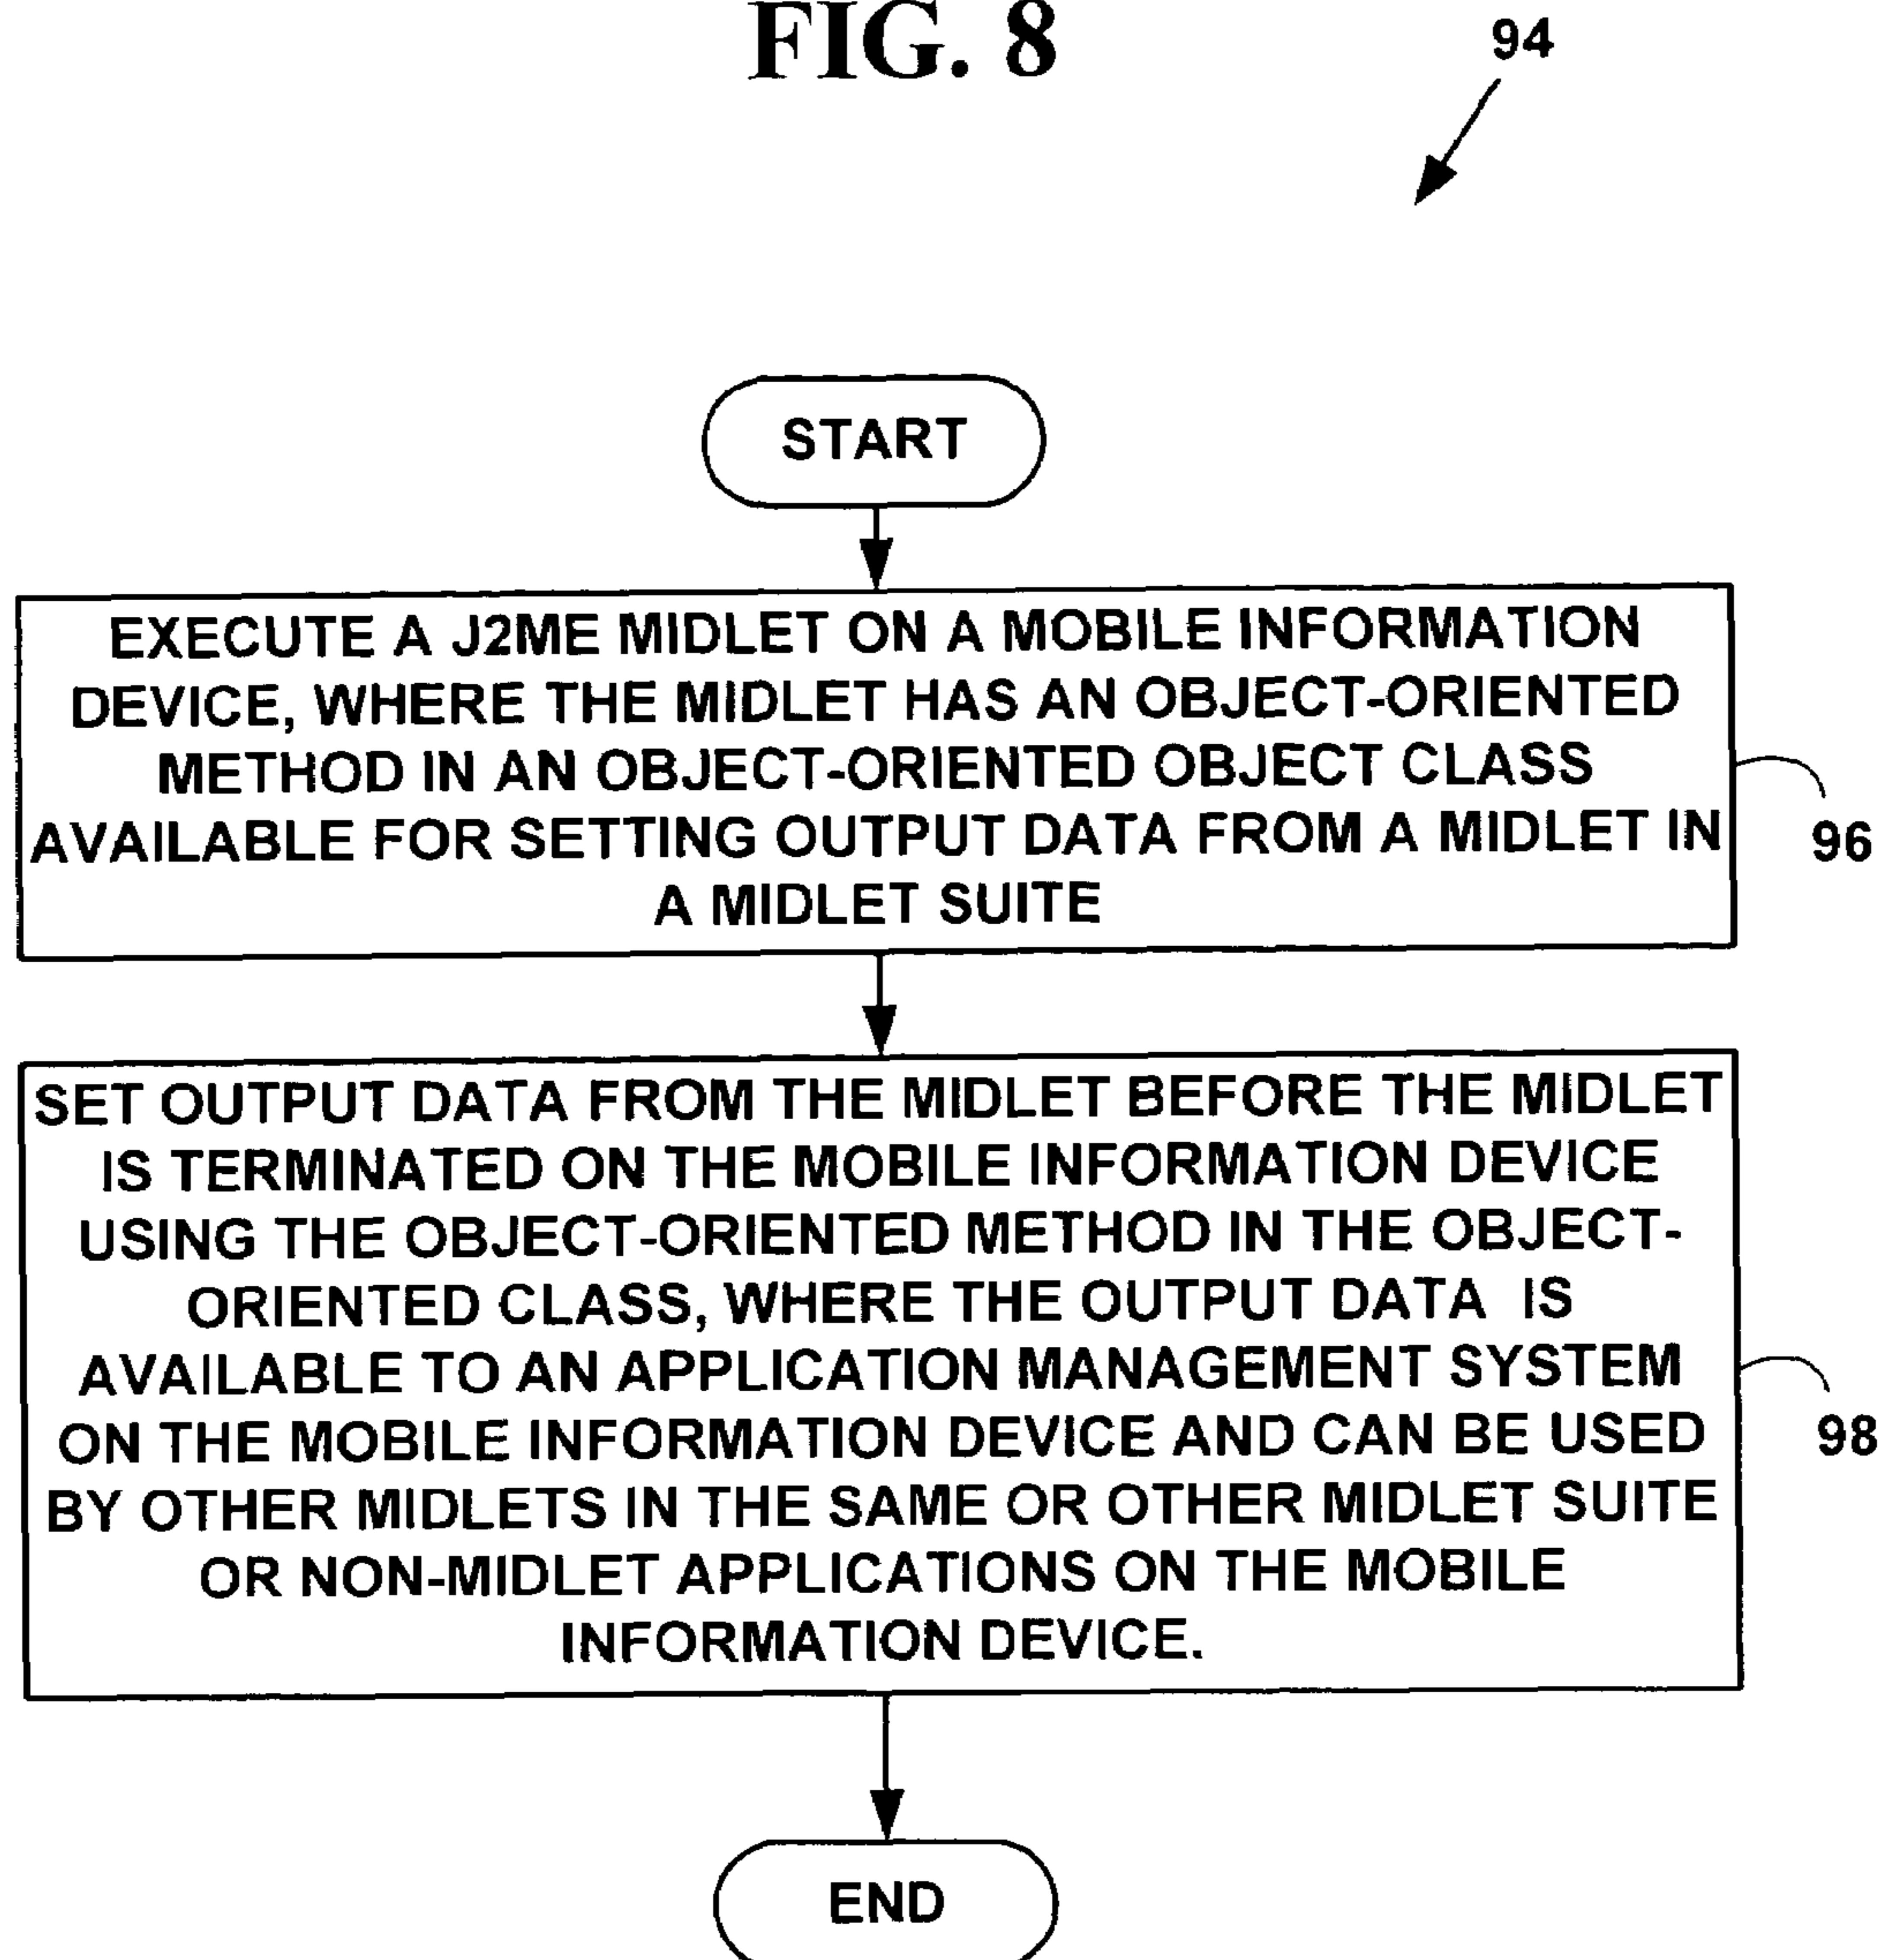 FIG. 8
94
START
EXECUTE A J2ME MIDLET ON A MOBILE INFORMATION
DEVICE, WHERE THE MIDLET HAS AN OBJECT-ORIENTED
METHOD IN AN OBJECT-ORIENTED OBJECT CLASS
AVAILABLE FOR SETTING OUTPUT DATA FROM A MIDLET IN
A MIDLET SUITE
96
SET OUTPUT DATA FROM THE MIDLET BEFORE THE MIDLET
IS TERMINATED ON THE MOBILE INFORMATION DEVICE
USING THE OBJECT-ORIENTED METHOD IN THE OBJECT-
ORIENTED CLASS, WHERE THE OUTPUT DATA IS
AVAILABLE TO AN APPLICATION MANAGEMENT SYSTEM
ON THE MOBILE INFORMATION DEVICE AND CAN BE USED
BY OTHER MIDLETS IN THE SAME OR OTHER MIDLET SUITE
OR NON-MIDLET APPLICATIONS ON THE MOBILE
INFORMATION DEVICE.
98
END